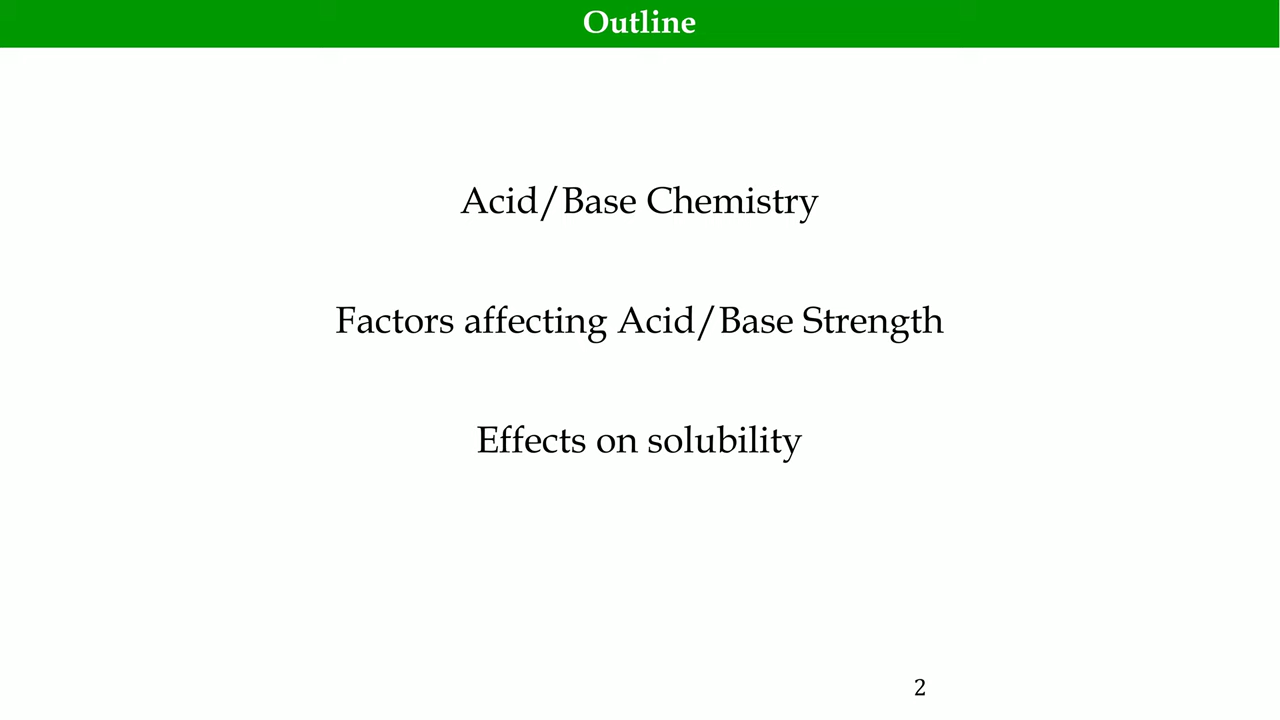 Outline
Acid/Base Chemistry
Factors affecting Acid/Base Strength
Effects on solubility
2